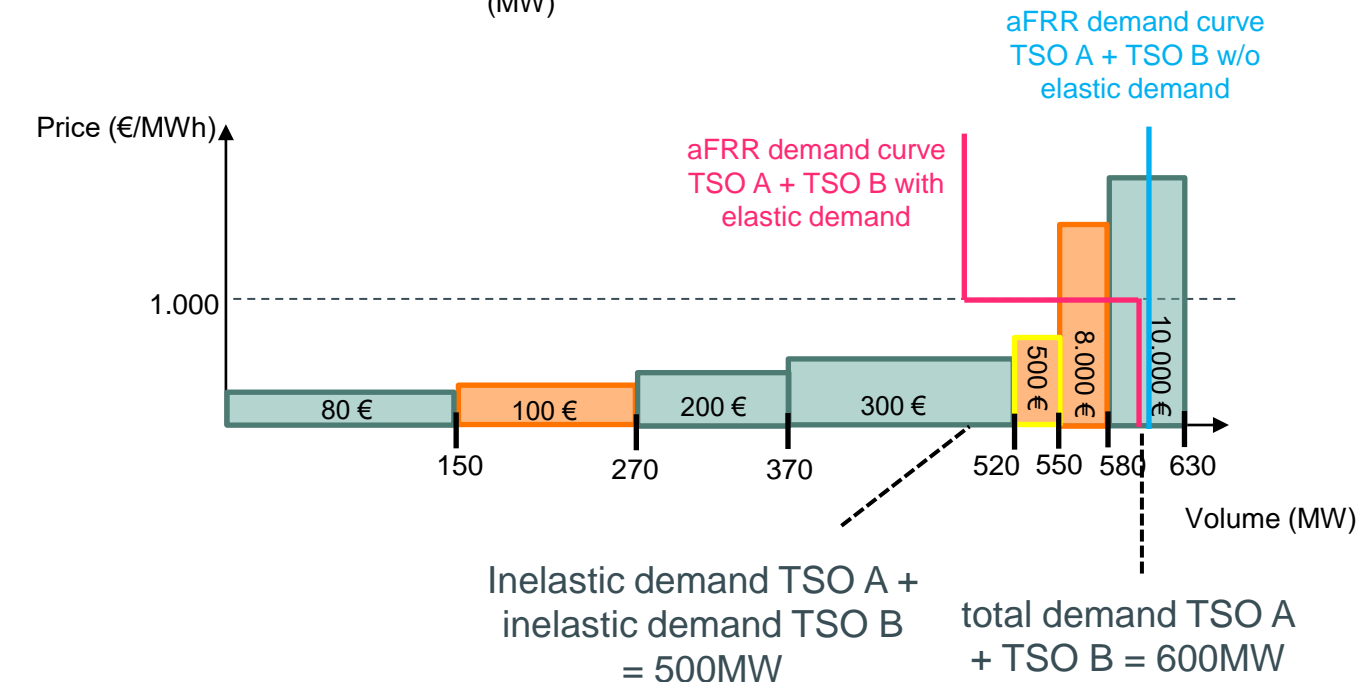 (MW)
aFRR demand curve
TSO A + TSO B w/o
elastic demand
Price (€/MWh)
aFRR demand curve
TSO A + TSO B with
elastic demand
1.000
80 €
100 €
200 €
300 €
500 €
8.000 €
10.000 €
150
270
370
520
550
580
630
Volume (MW)
Inelastic demand TSO A +
inelastic demand TSO B
= 500MW
total demand TSO A
+ TSO B = 600MW